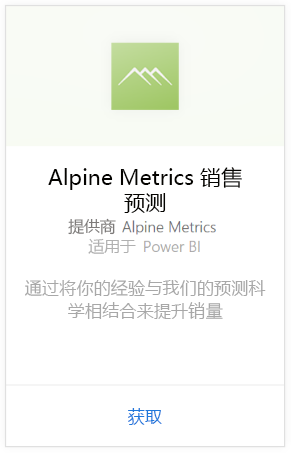 Alpine Metrics 销售
预测
提供商 Alpine Metrics
适用于 Power BI
通过将你的经验与我们的预测科
学相结合来提升销量
获取